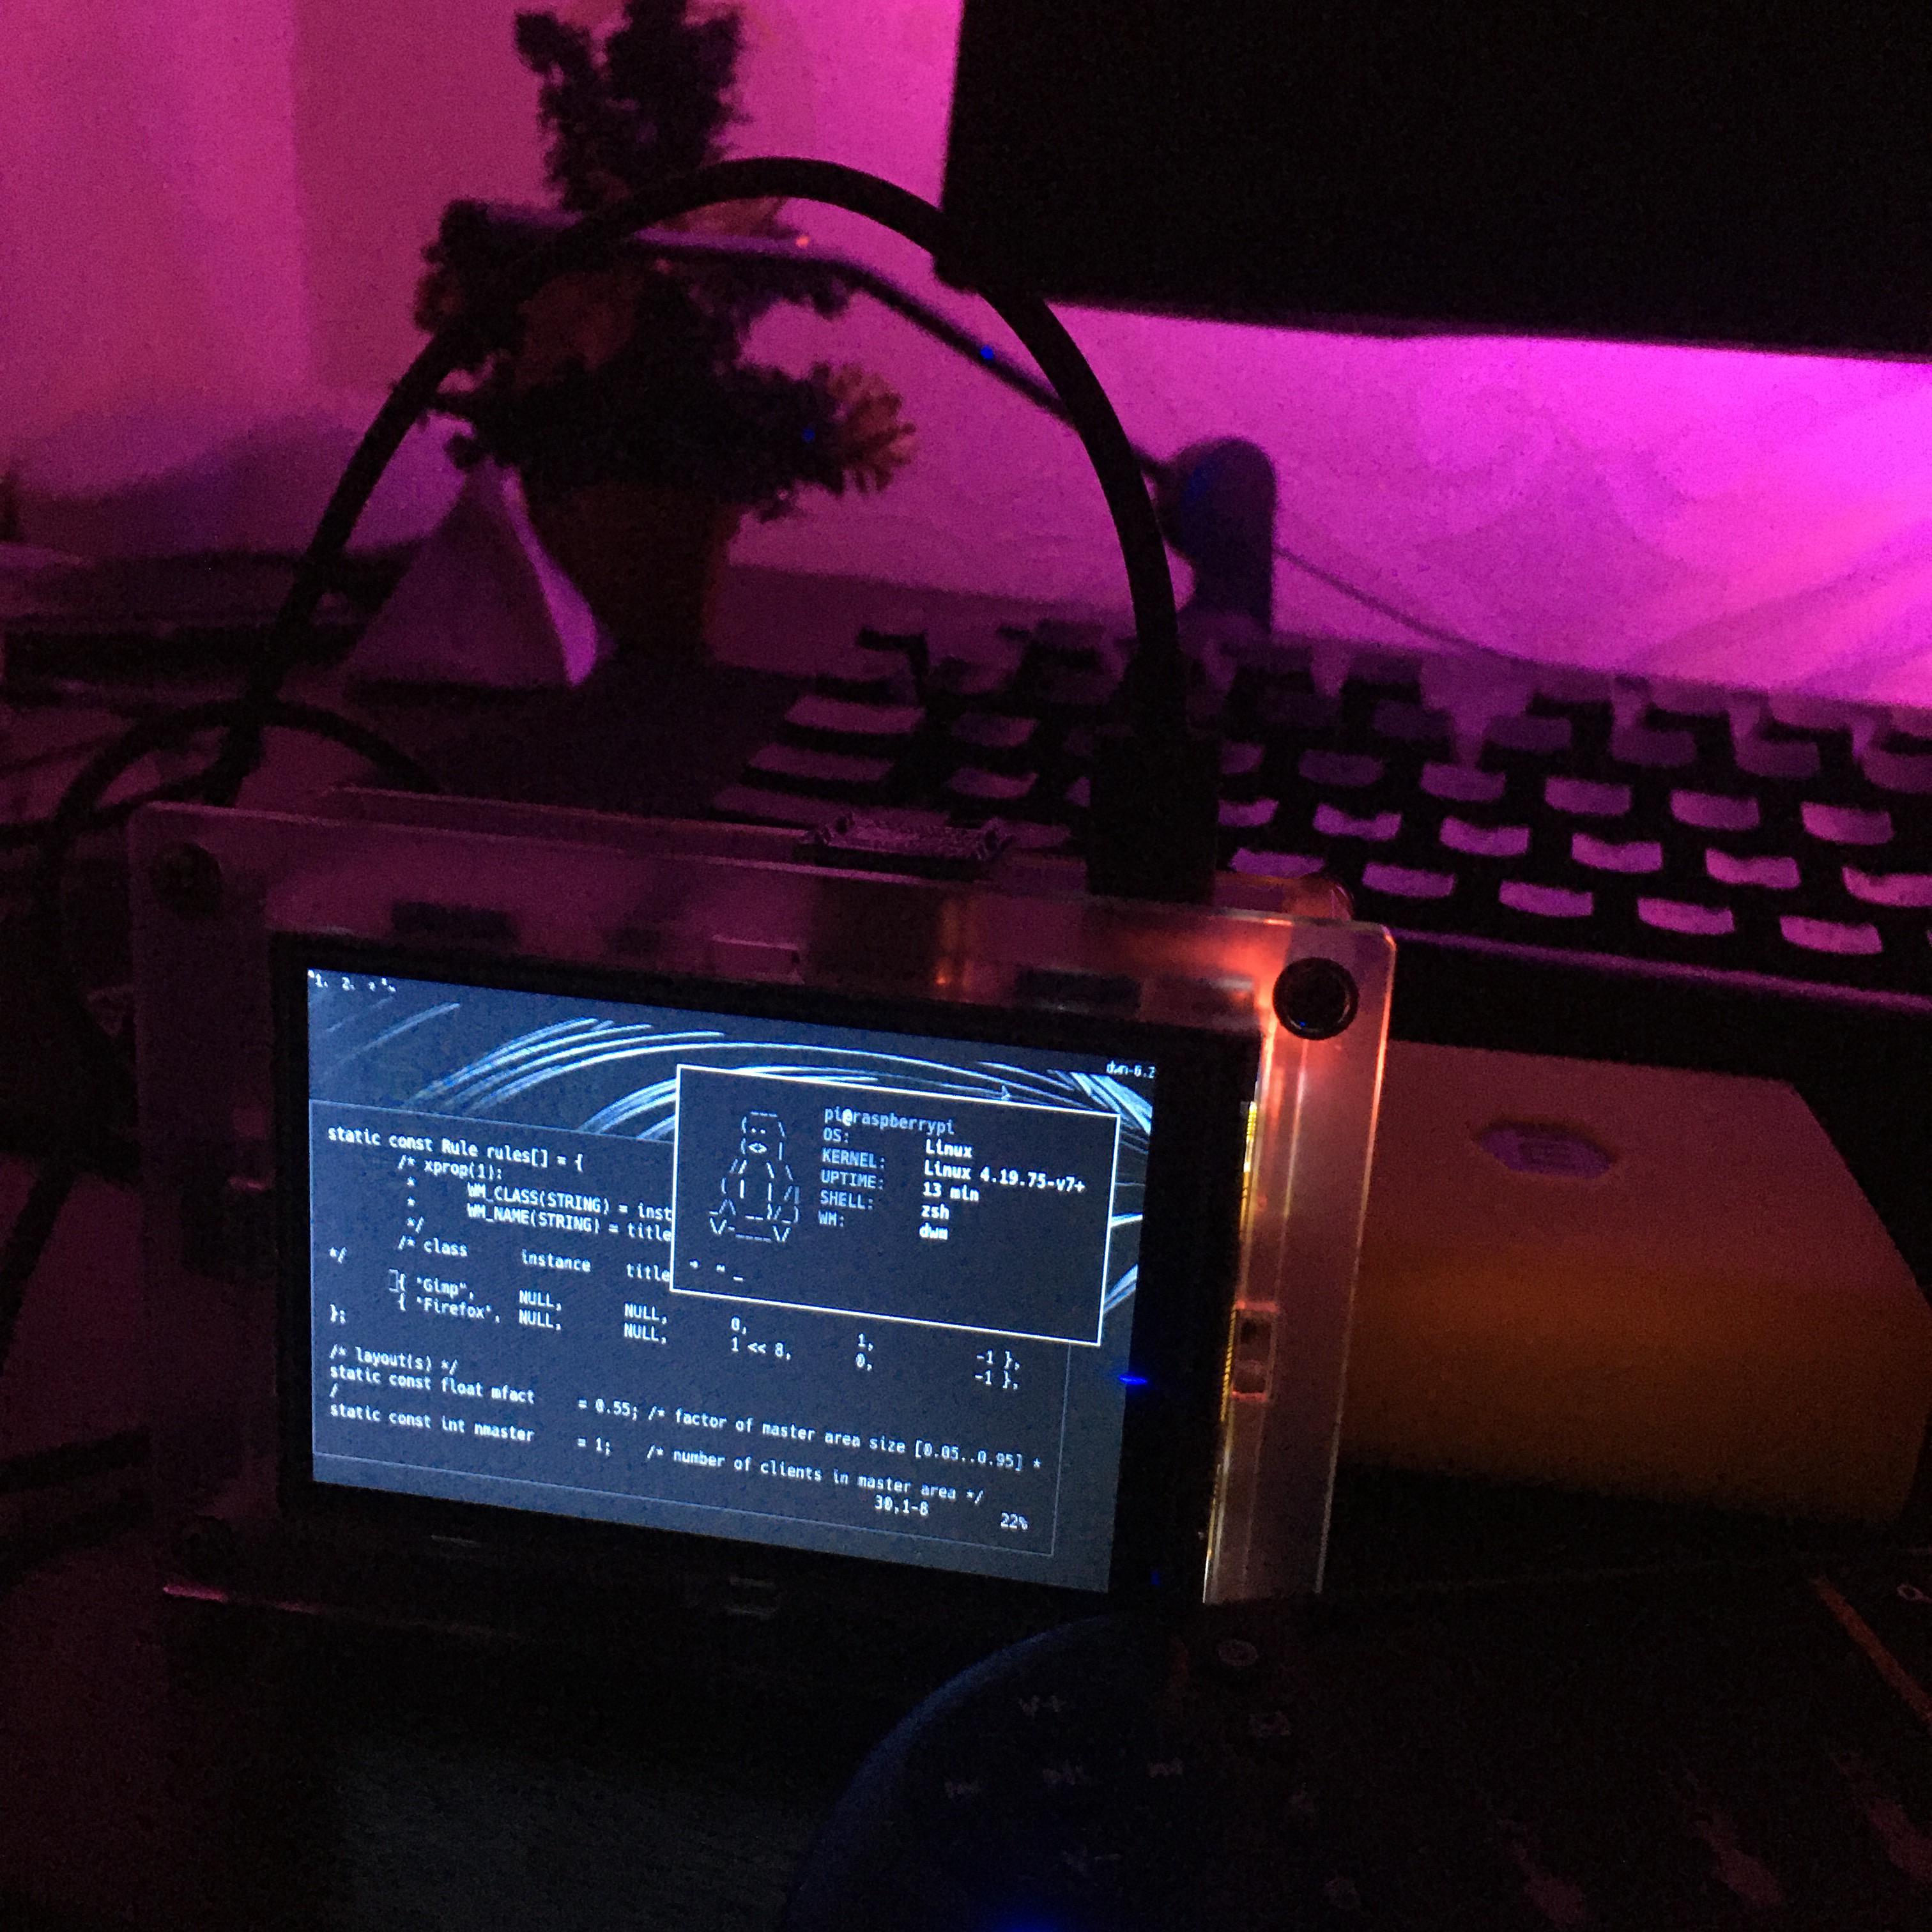 1. 2.
dwm-6.2
static const Rule rules[] = {
/* xprop(1):
* WM_CLASS(STRING) = inst
* WM_NAME(STRING) = title
*/
/* class instance title
*/
{ "Gimp", NULL, NULL, 0, 1, -1 },
{ "Firefox", NULL, NULL, 1 << 8, 0, -1 },
};
/* layout(s) */
static const float mfact = 0.55; /* factor of master area size [0.05..0.95] *
/
static const int nmaster = 1; /* number of clients in master area */
30,1-8 22%
pi@raspberrypi
OS: Linux
KERNEL: Linux 4.19.75-v7+
UPTIME: 13 min
SHELL: zsh
WM: dwm
~ _